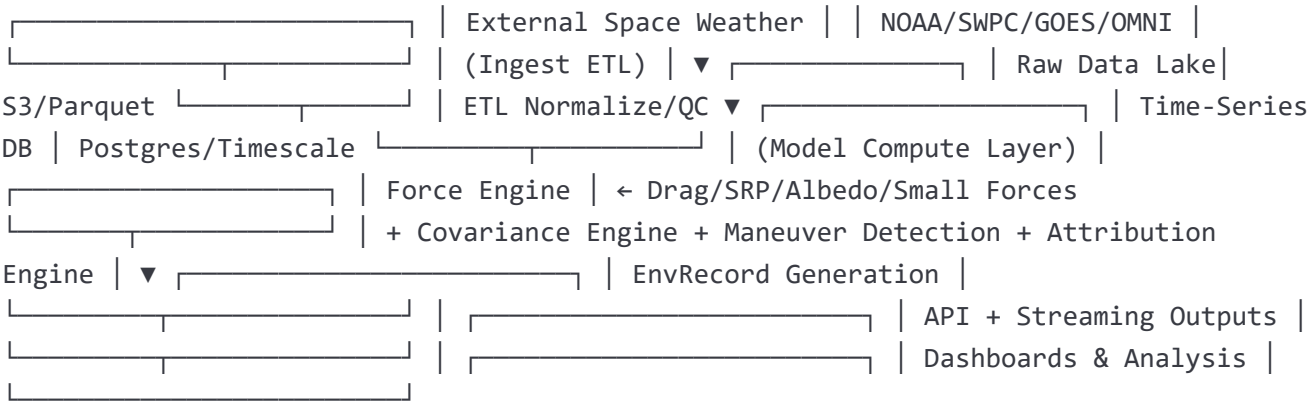 ┌─────────────────────────┐ │ External Space Weather │ │ NOAA/SWPC/GOES/OMNI │
└─────────────┬───────────┘ │ (Ingest ETL) │ ▼ ┌──────────────┐ │ Raw Data Lake│
S3/Parquet └───────┬──────┘ │ ETL Normalize/QC ▼ ┌────────────────────┐ │ Time-Series
DB │ Postgres/Timescale └─────────┬──────────┘ │ (Model Compute Layer) │
┌────────────────────┐ │ Force Engine │ ← Drag/SRP/Albedo/Small Forces
└───────┬────────────┘ │ + Covariance Engine + Maneuver Detection + Attribution
Engine │ ▼ ┌─────────────────────────┐ │ EnvRecord Generation │
└─────────┬───────────────┘ │ ┌─────────────────────────┐ │ API + Streaming Outputs │
└─────────┬───────────────┘ │ ┌─────────────────────────┐ │ Dashboards & Analysis │
└─────────────────────────┘